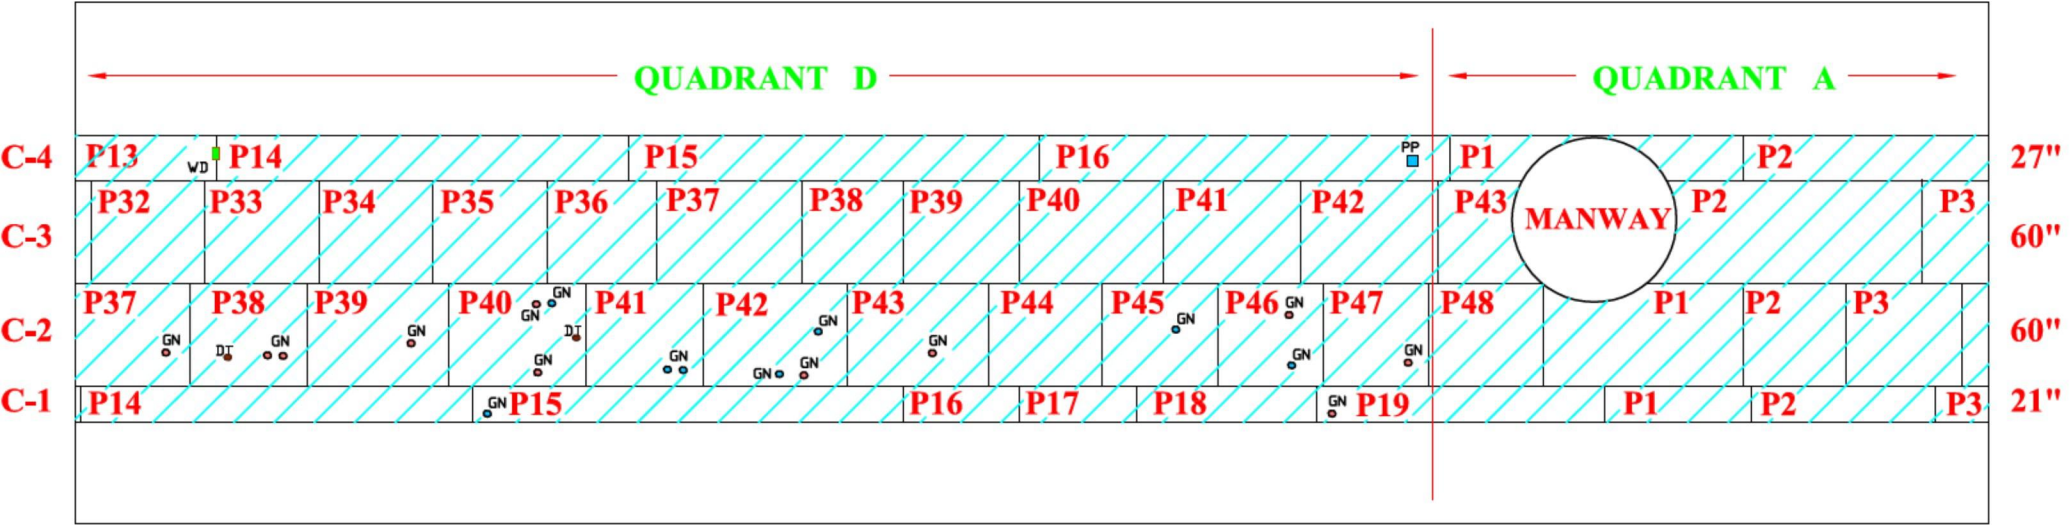 QUADRANT D QUADRANT A
C-4 P13 WD P14 P15 P16 PP P1 P2 27"
C-3 P32 P33 P34 P35 P36 P37 P38 P39 P40 P41 P42 P43 MANWAY P2 P3 60"
C-2 P37 P38 P39 P40 P41 P42 P43 P44 P45 P46 P47 P48 P1 P2 P3 60"
GN GN GN
GN GN
GN DT
GN DT GN GN GN GN GN GN
GN GN
C-1 P14 GN P15 P16 P17 P18 GN P19 P1 P2 P3 21"